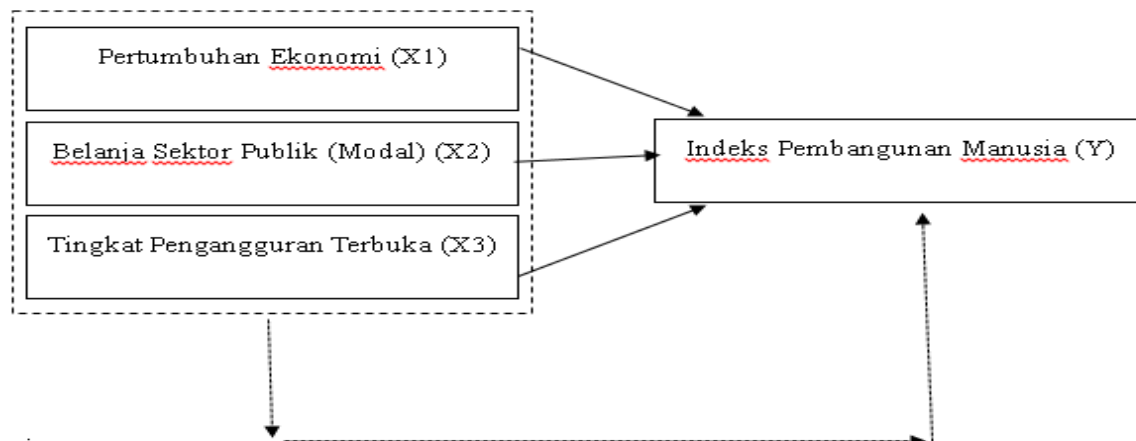 Pertumbuhan Ekonomi (X1)
Belanja Sektor Publik (Modal) (X2)
Indeks Pembangunan Manusia (Y)
Tingkat Pengangguran Terbuka (X3)